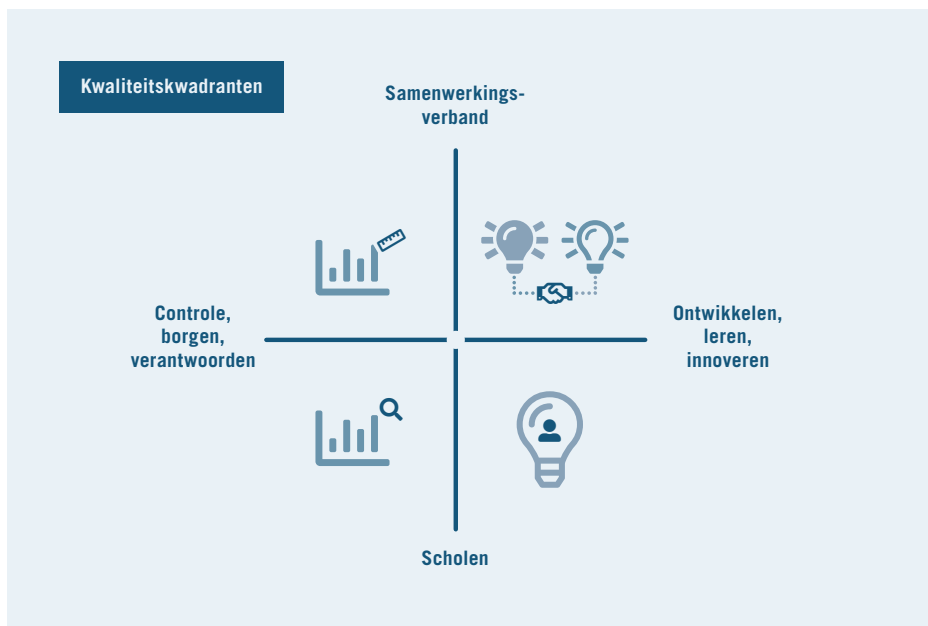 Kwaliteitskwadranten
Samenwerkings-
verband
Controle,
borgen,
verantwoorden
Ontwikkelen,
leren,
innoveren
Scholen